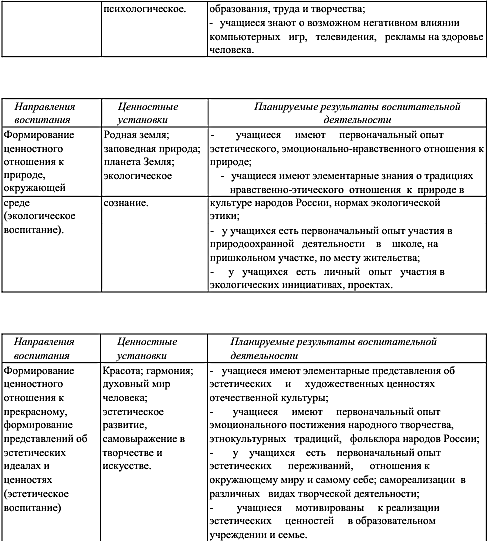 психологическое.
образования, труда и творчества;
- учащиеся знают о возможном негативном влиянии
компьютерных игр, телевидения, рекламы на здоровье
человека.
Направления
воспитания
Ценностные
установки
Планируемые результаты воспитательной
деятельности
Формирование
ценностного
отношения к
природе,
окружающей
Родная земля;
заповедная природа;
планета Земля;
экологическое
- учащиеся имеют первоначальный опыт
эстетического, эмоционально-нравственного отношения к
природе;
- учащиеся имеют элементарные знания о традициях
нравственно-этического отношения к природе в
среде
(экологическое
воспитание).
сознание.
культуре народов России, нормах экологической
этики;
- у учащихся есть первоначальный опыт участия в
природоохранной деятельности в школе, на
пришкольном участке, по месту жительства;
- у учащихся есть личный опыт участия в
экологических инициативах, проектах.
Направления
воспитания
Ценностные
установки
Планируемые результаты воспитательной
деятельности
Формирование
ценностного
отношения к
прекрасному,
формирование
представлений об
эстетических
идеалах и
ценностях
(эстетическое
воспитание)
Красота; гармония;
духовный мир
человека;
эстетическое
развитие,
самовыражение в
творчестве и
искусстве.
- учащиеся имеют элементарные представления об
эстетических и художественных ценностях
отечественной культуры;
- учащиеся имеют первоначальный опыт
эмоционального постижения народного творчества,
этнокультурных традиций, фольклора народов России;
- у учащихся есть первоначальный опыт
эстетических переживаний, отношения к
окружающему миру и самому себе; самореализации в
различных видах творческой деятельности;
- учащиеся мотивированы к реализации
эстетических ценностей в образовательном
учреждении и семье.